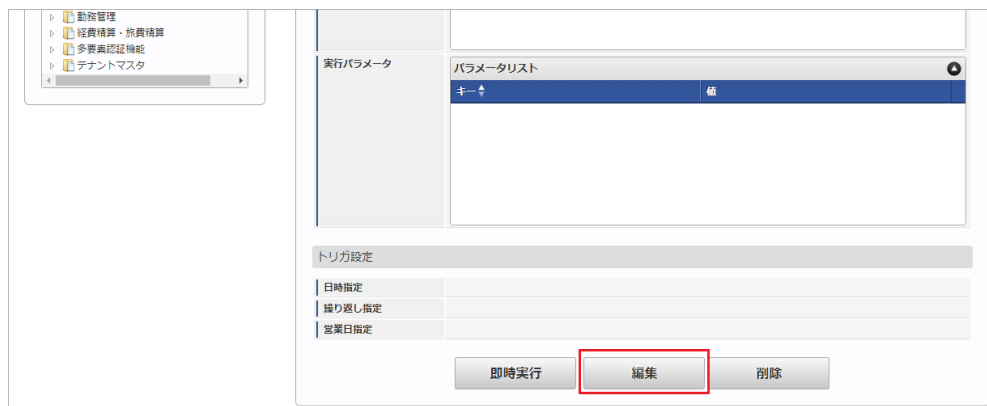 勤務管理
経費精算・旅費精算
多要素認証機能
テナントマスタ
実行パラメータ
パラメータリスト
キー
値
トリガ設定
日時指定
繰り返し指定
営業日指定
即時実行
編集
削除